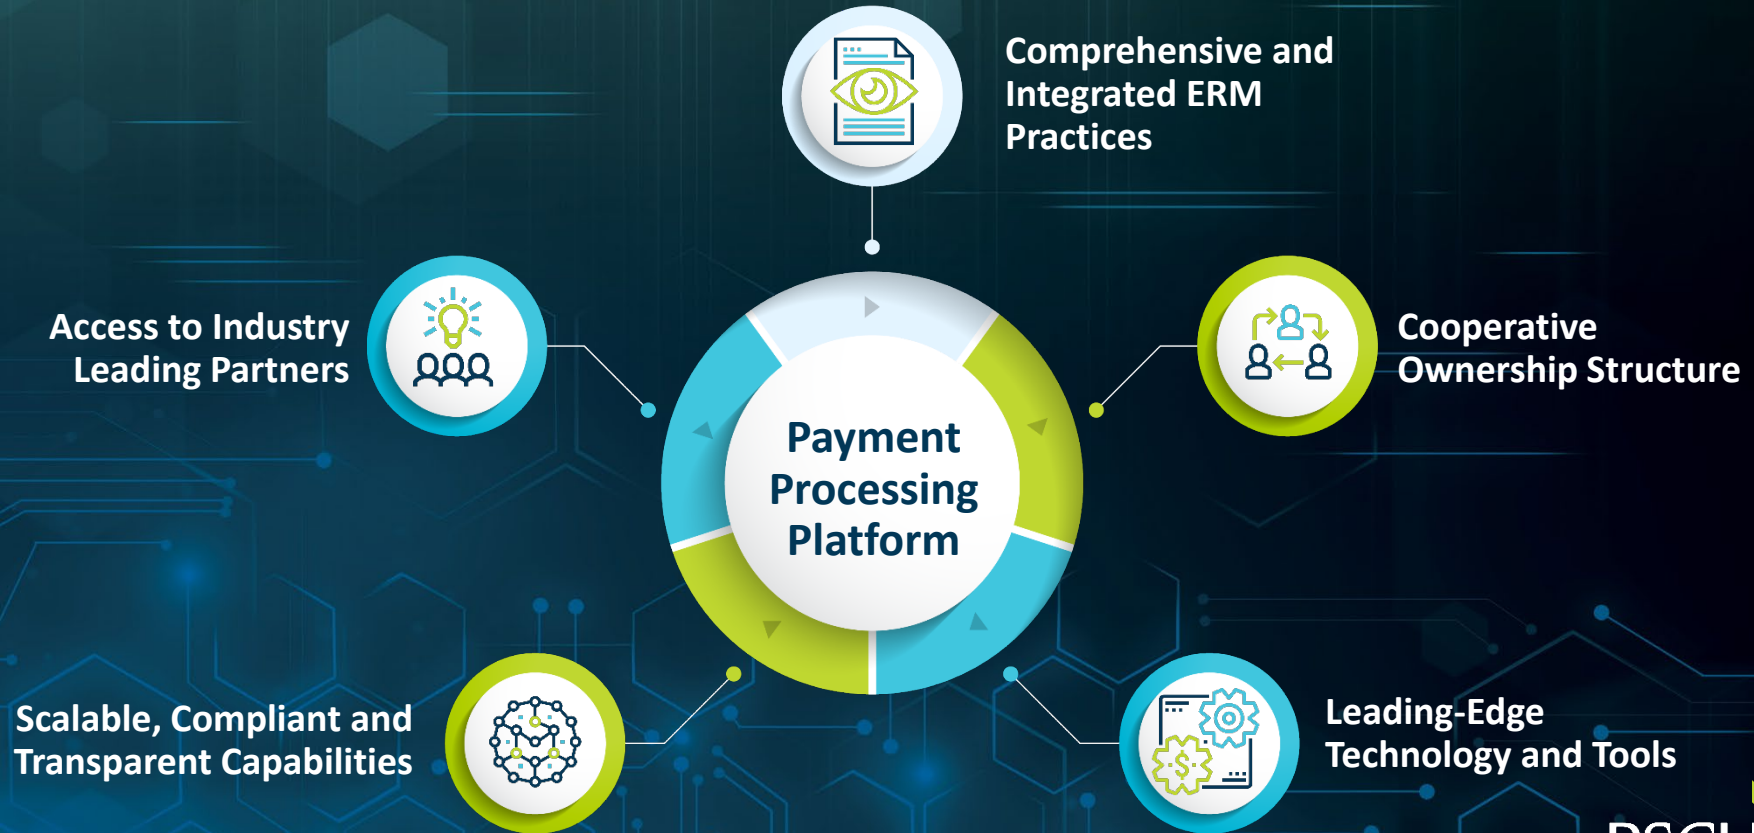 Comprehensive and
Integrated ERM
Practices
Access to Industry
Leading Partners
Cooperative
Ownership Structure
Payment
Processing
Platform
Scalable, Compliant and
Transparent Capabilities
Leading-Edge
Technology and Tools